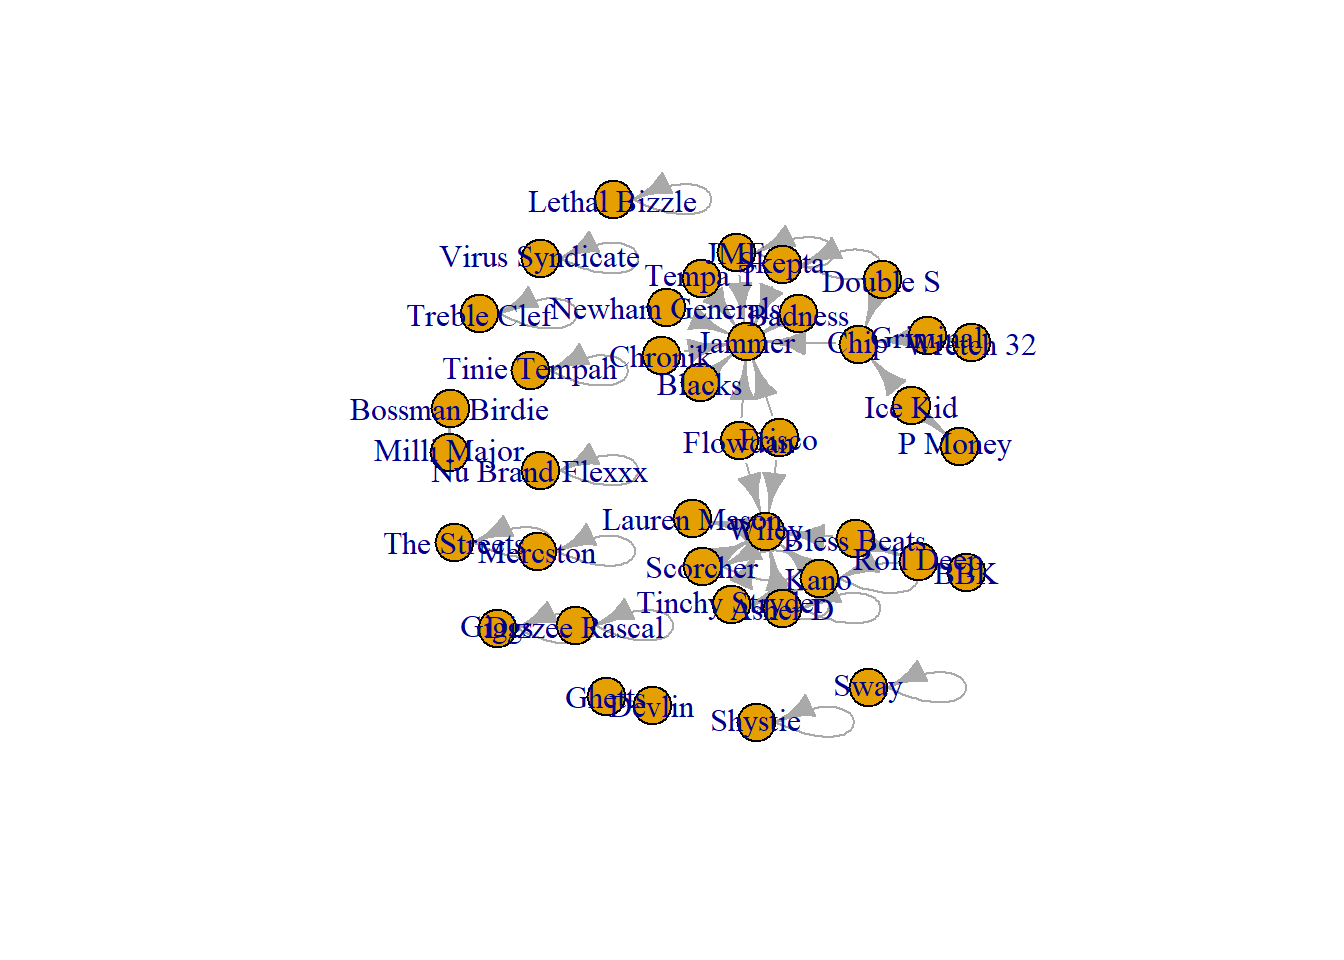 Lethal Bizzle
Virus Syndicate
JME
Skepta
Tempa T
Double S
Newham Generals
Treble Clef
Badness
Jammer
Chip
Griminal
Wretch 32
Chronik
Tinie Tempah
Blacks
Bossman Birdie
Ice Kid
Milli Major
Flowdan
Frisco
P Money
Nu Brand Flexxx
Lauren Mason
Wiley
Bless Beats
The Streets
Mercston
Roll Deep
BBK
Scorcher
Kano
Tinchy Stryder
Asher D
Giggs
Dizzee Rascal
Sway
Ghetts
Devlin
Shystie